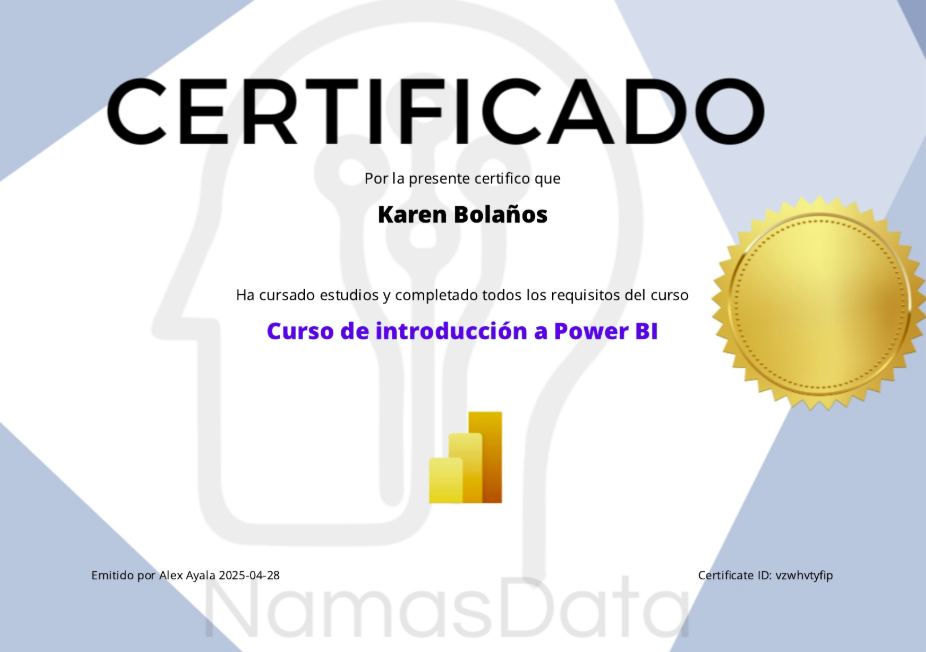 CERTIFICADO
Por la presente certifico que
Karen Bolaños
Ha cursado estudios y completado todos los requisitos del curso
Curso de introducción a Power BI
Emitido por Alex Ayala 2025-04-28
Certificate ID: vzwhvtyfip
NamasData